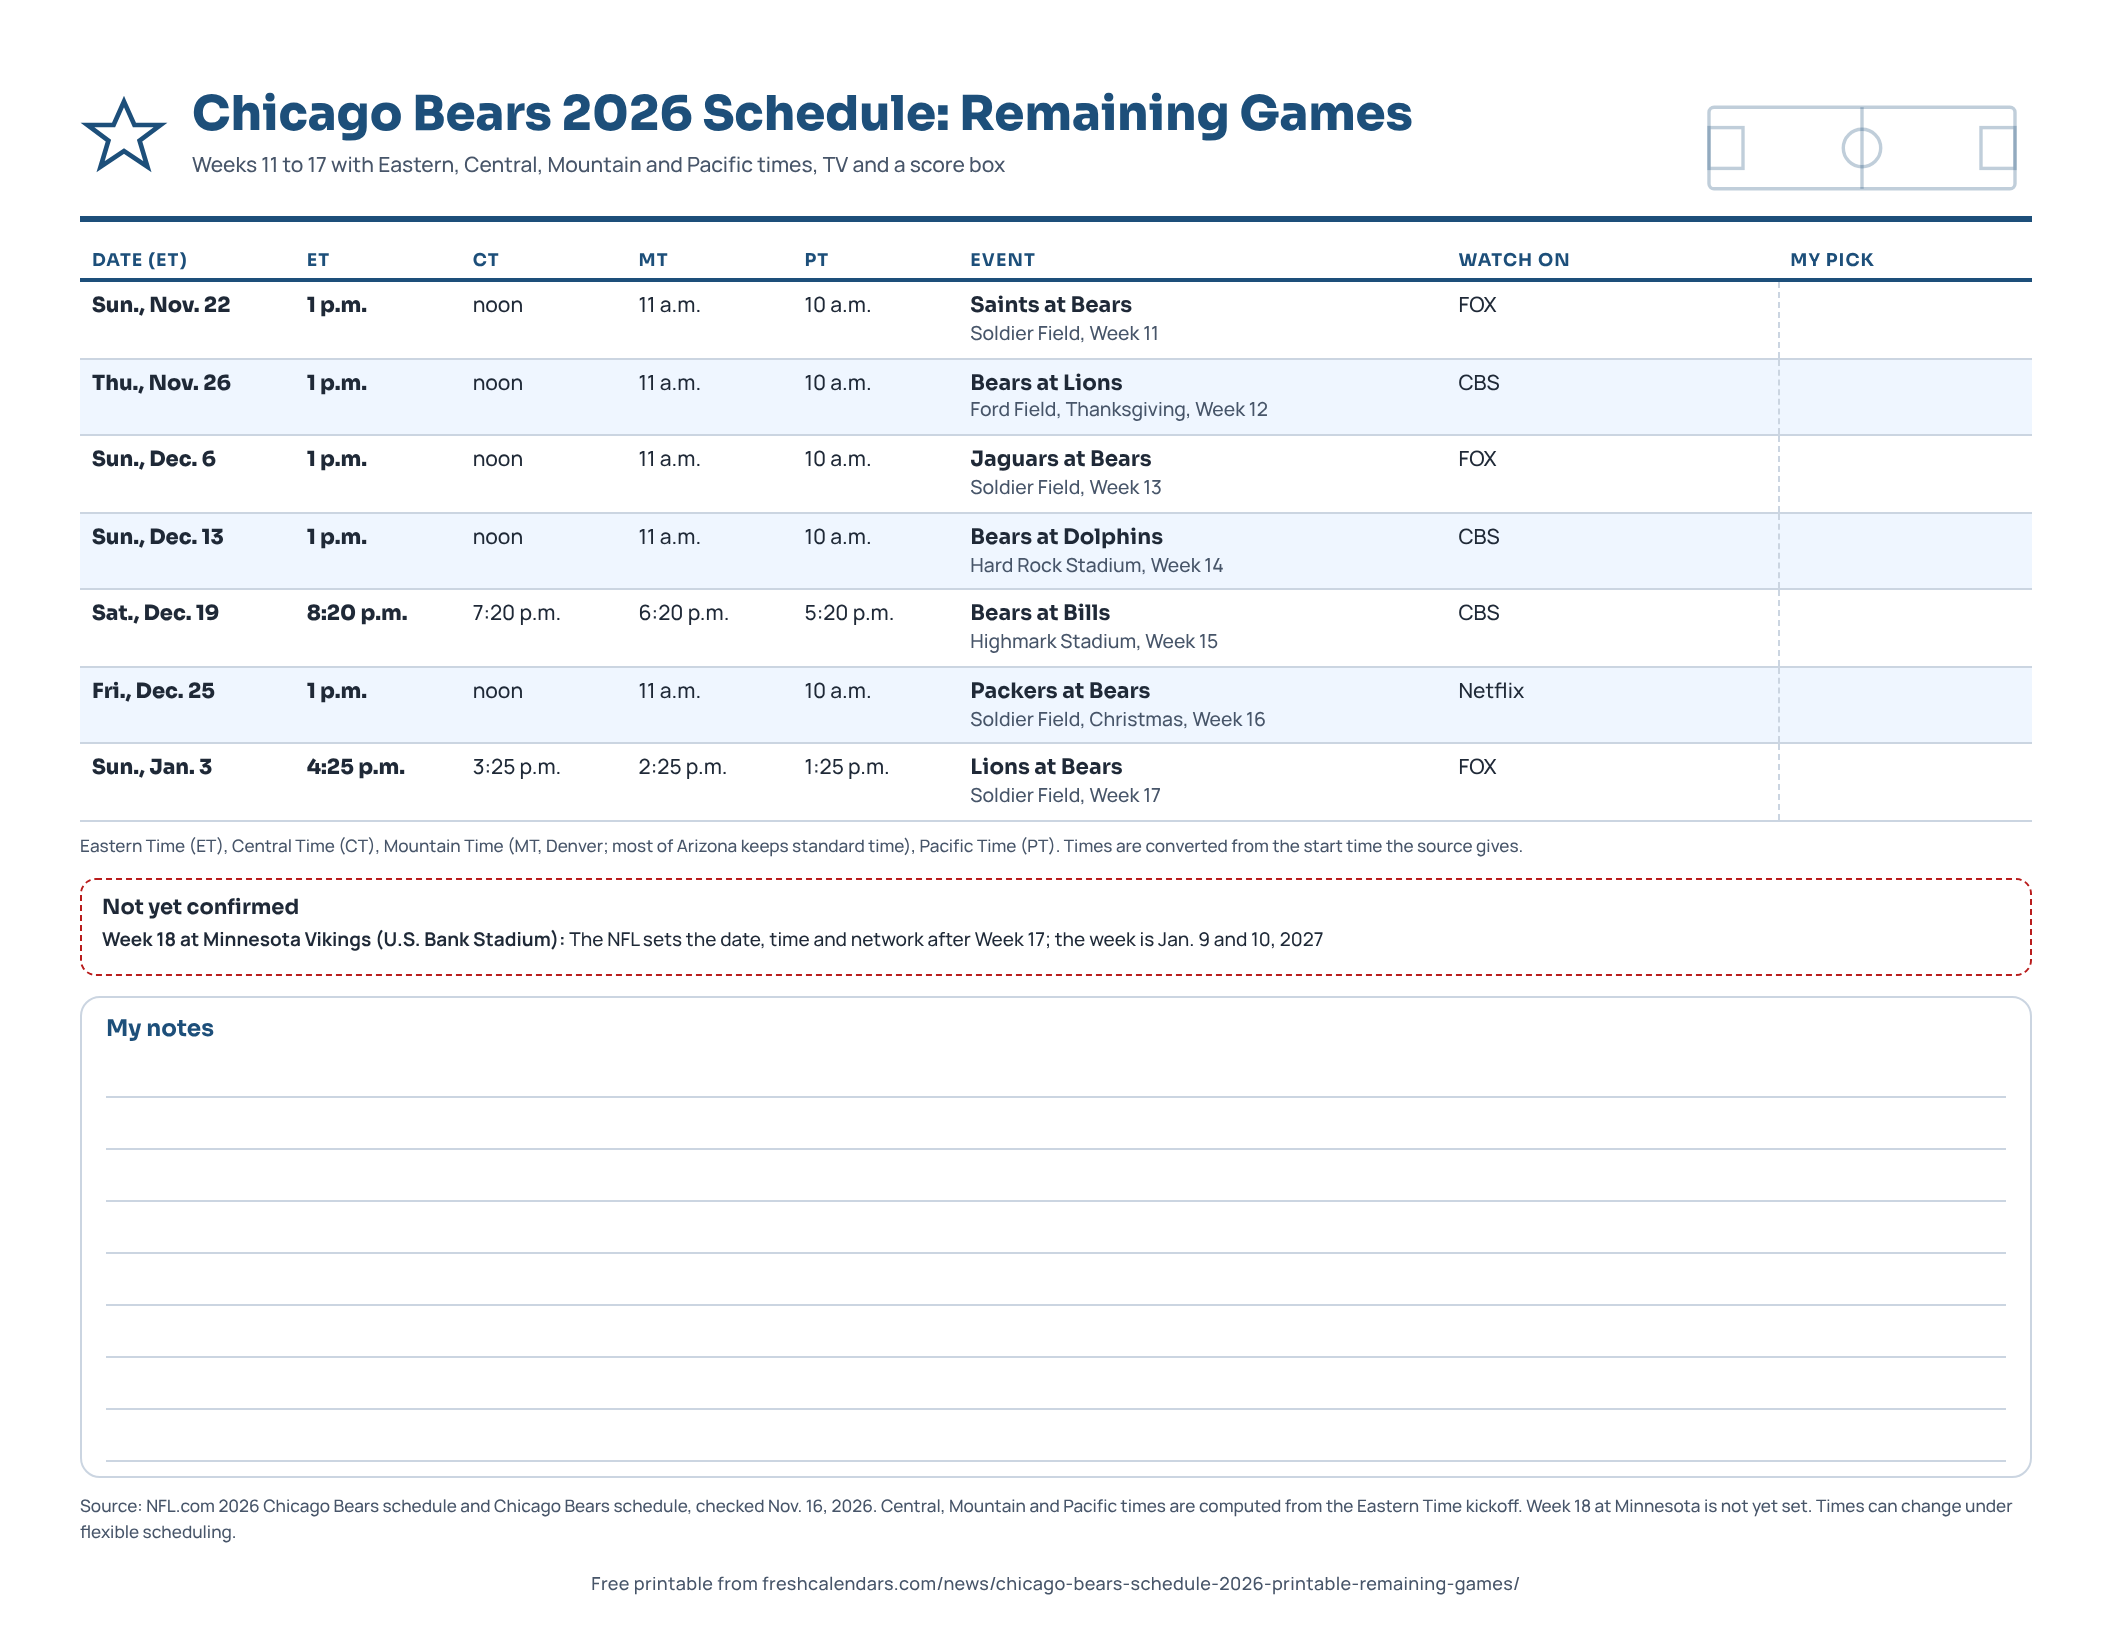 Chicago Bears 2026 Schedule: Remaining Games
Weeks 11 to 17 with Eastern, Central, Mountain and Pacific times, TV and a score box
DATE (ET) ET CT MT PT EVENT WATCH ON MY PICK
Sun., Nov. 22 1 p.m. noon 11 a.m. 10 a.m. Saints at Bears FOX
Soldier Field, Week 11
Thu., Nov. 26 1 p.m. noon 11 a.m. 10 a.m. Bears at Lions CBS
Ford Field, Thanksgiving, Week 12
Sun., Dec. 6 1 p.m. noon 11 a.m. 10 a.m. Jaguars at Bears FOX
Soldier Field, Week 13
Sun., Dec. 13 1 p.m. noon 11 a.m. 10 a.m. Bears at Dolphins CBS
Hard Rock Stadium, Week 14
Sat., Dec. 19 8:20 p.m. 7:20 p.m. 6:20 p.m. 5:20 p.m. Bears at Bills CBS
Highmark Stadium, Week 15
Fri., Dec. 25 1 p.m. noon 11 a.m. 10 a.m. Packers at Bears Netflix
Soldier Field, Christmas, Week 16
Sun., Jan. 3 4:25 p.m. 3:25 p.m. 2:25 p.m. 1:25 p.m. Lions at Bears FOX
Soldier Field, Week 17
Eastern Time (ET), Central Time (CT), Mountain Time (MT, Denver; most of Arizona keeps standard time), Pacific Time (PT). Times are converted from the start time the source gives.
Not yet confirmed
Week 18 at Minnesota Vikings (U.S. Bank Stadium): The NFL sets the date, time and network after Week 17; the week is Jan. 9 and 10, 2027
My notes
Source: NFL.com 2026 Chicago Bears schedule and Chicago Bears schedule, checked Nov. 16, 2026. Central, Mountain and Pacific times are computed from the Eastern Time kickoff. Week 18 at Minnesota is not yet set. Times can change under
flexible scheduling.
Free printable from freshcalendars.com/news/chicago-bears-schedule-2026-printable-remaining-games/